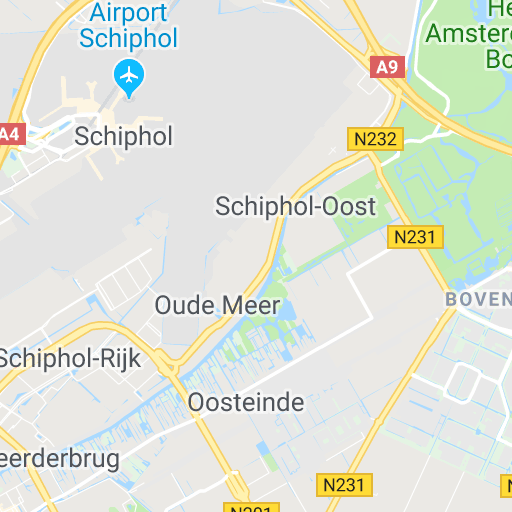 Airport
Schiphol
He
Amster
Bo
A9
A4
Schiphol
N232
Schiphol-Oost
N231
Oude Meer
BOVEN
Schiphol-Rijk
Oosteinde
eerderbrug
N231
N201
N